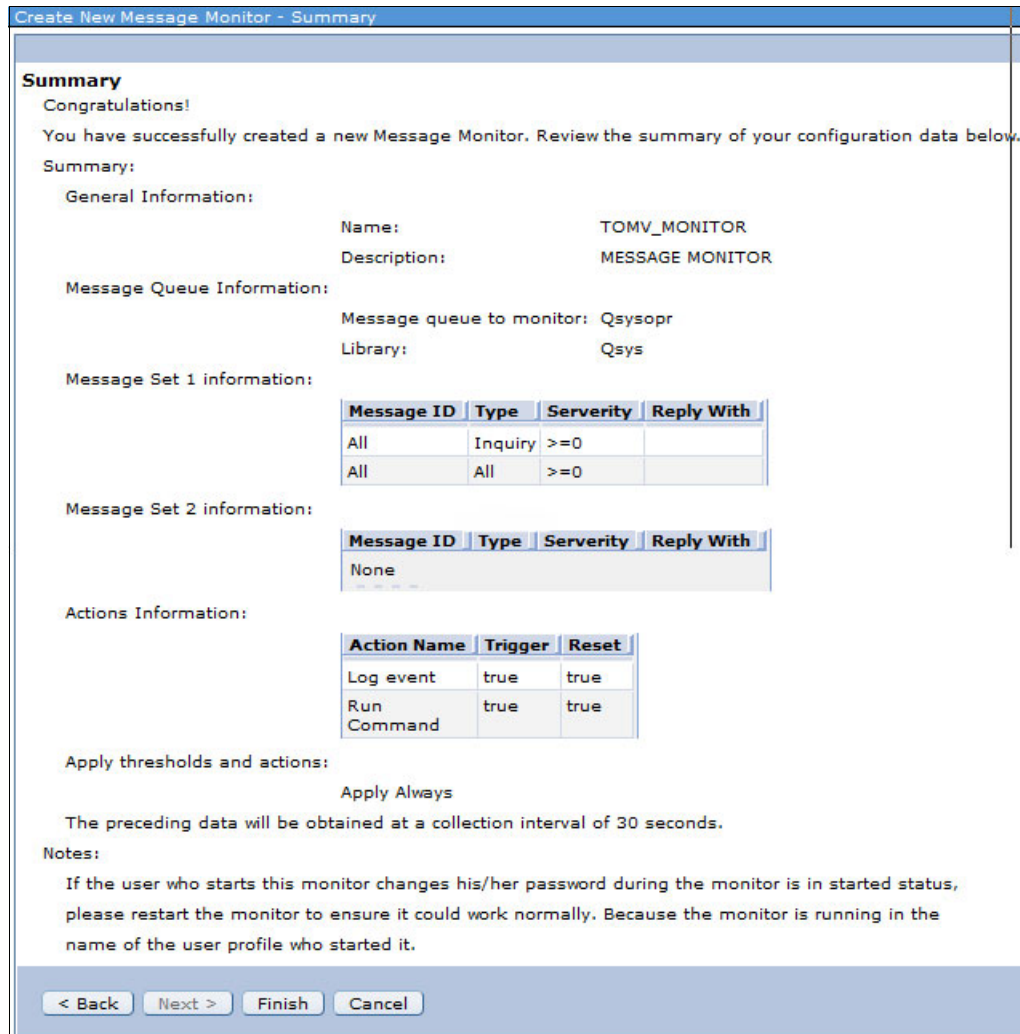 Create New Message Monitor - Summary
Summary
Congratulations!
You have successfully created a new Message Monitor. Review the summary of your configuration data below.
Summary:
General Information:
Name: TOMV_MONITOR
Description: MESSAGE MONITOR
Message Queue Information:
Message queue to monitor: Qsysopr
Library: Qsys
Message Set 1 information:
Message ID Type Serverity Reply With
All Inquiry >=0
All All >=0
Message Set 2 information:
Message ID Type Serverity Reply With
None
Actions Information:
Action Name Trigger Reset
Log event true true
Run Command true true
Apply thresholds and actions:
Apply Always
The preceding data will be obtained at a collection interval of 30 seconds.
Notes:
If the user who starts this monitor changes his/her password during the monitor is in started status,
please restart the monitor to ensure it could work normally. Because the monitor is running in the
name of the user profile who started it.
< Back Next > Finish Cancel